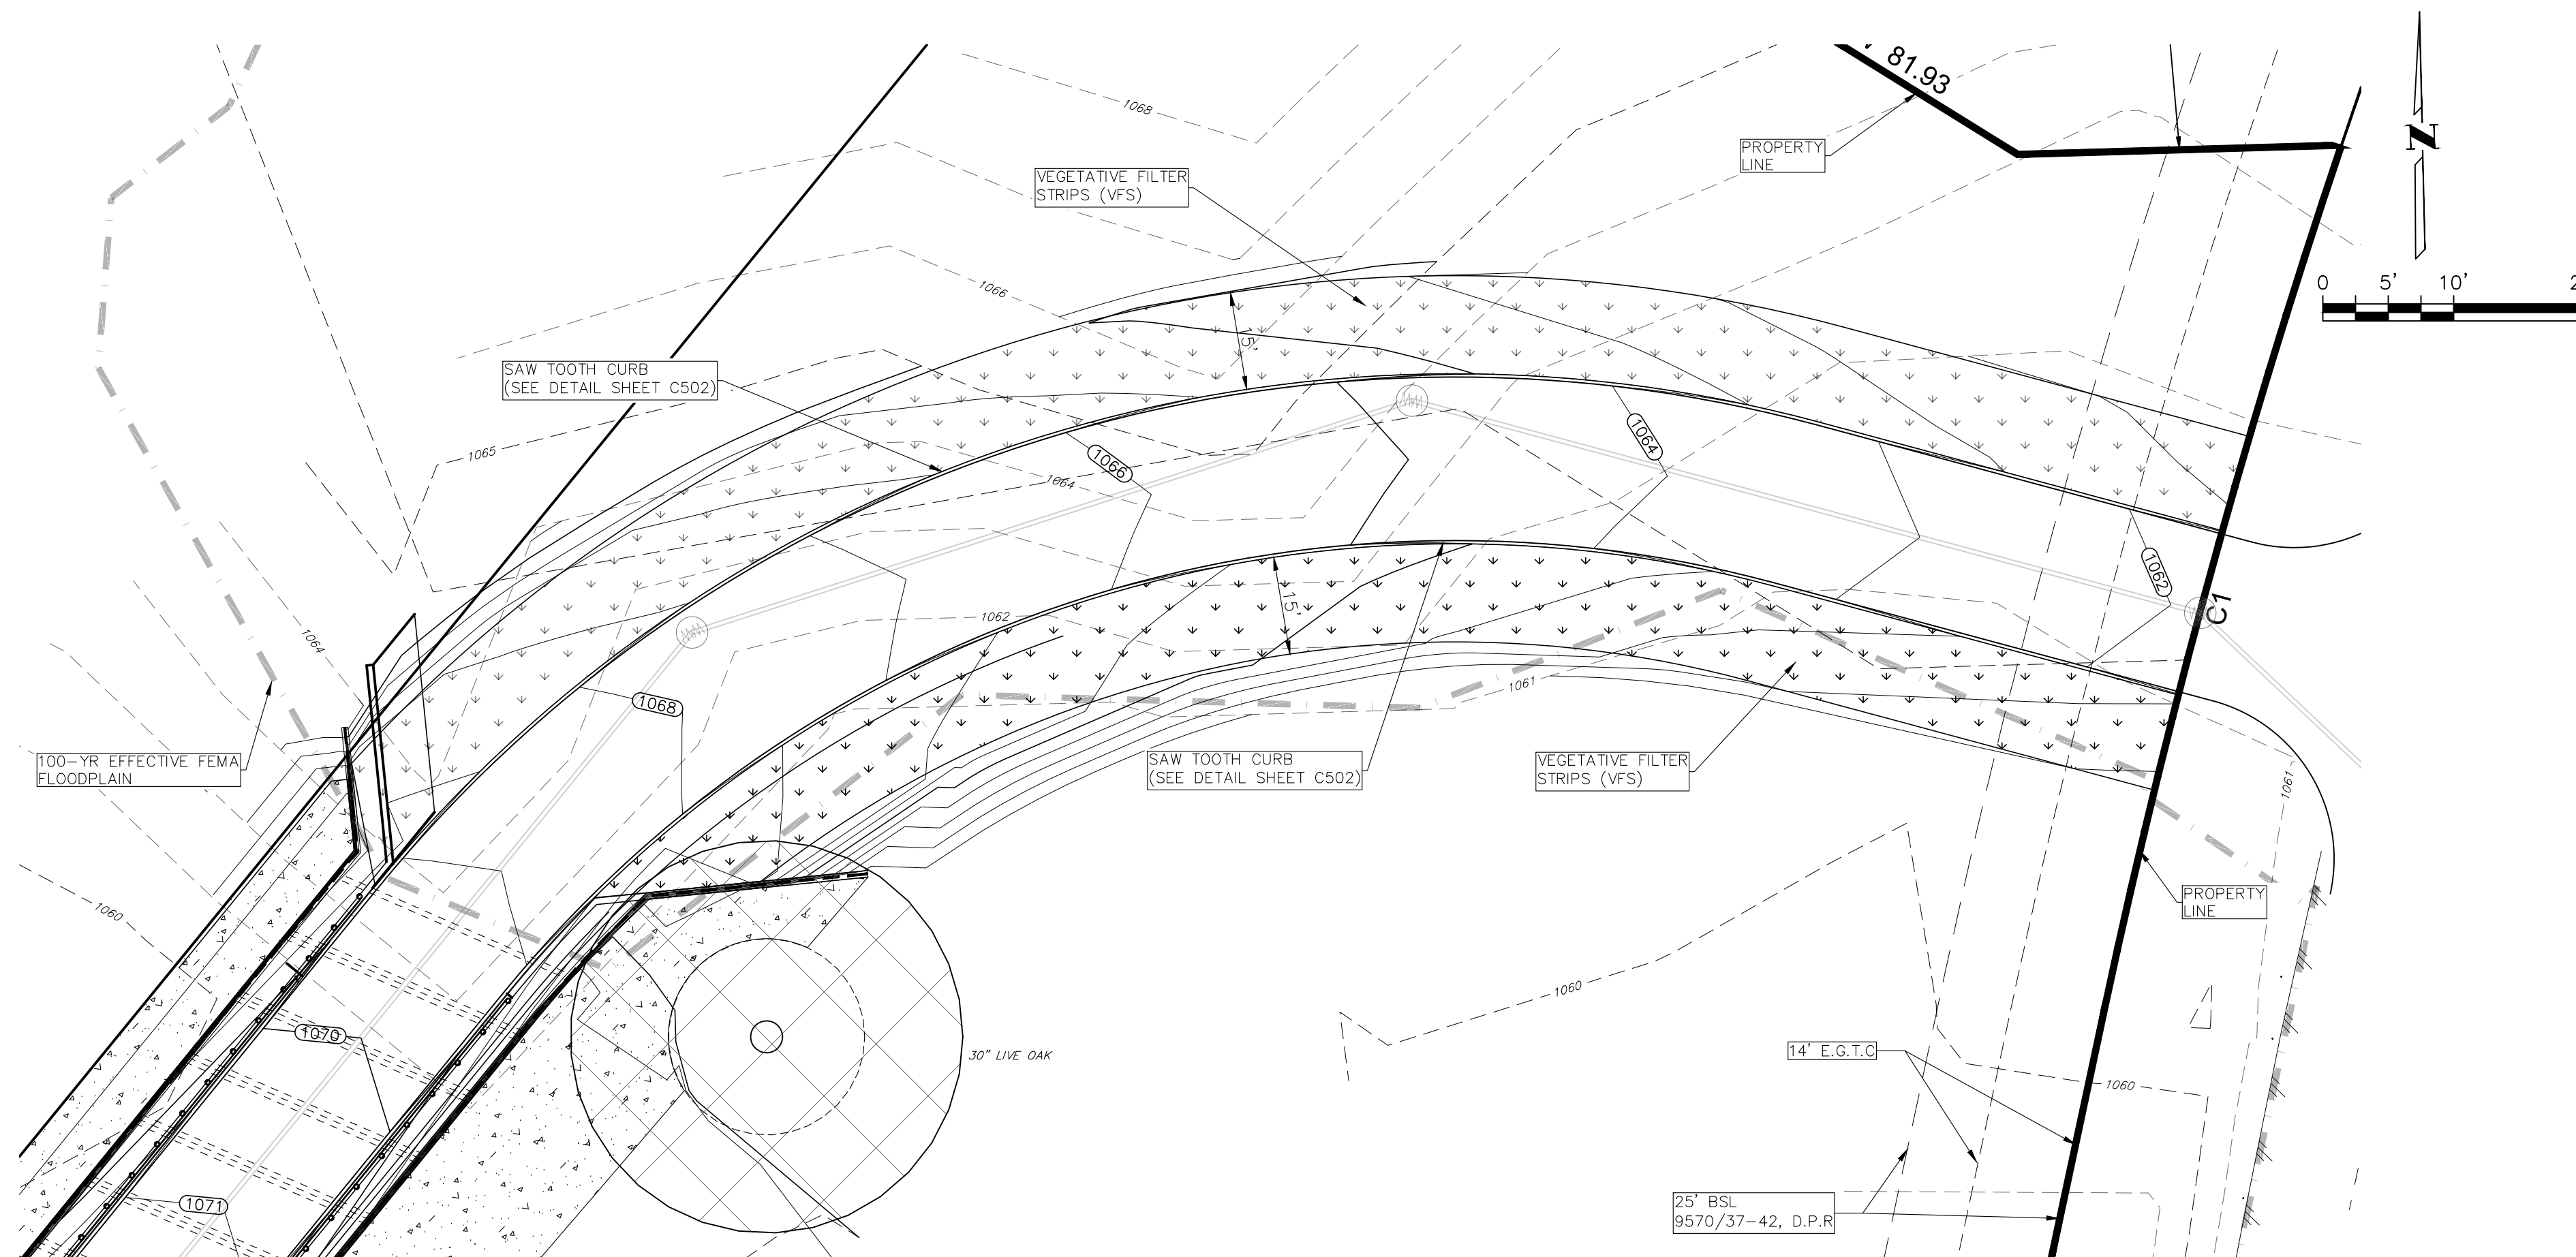 81.93
N
1068
PROPERTY
LINE
VEGETATIVE FILTER
STRIPS (VFS)
0 5' 10'
1066
15'
SAW TOOTH CURB
(SEE DETAIL SHEET C502)
1064
1065
1066
1064
1062
C1
15'
1062
1064
1061
1068
100-YR EFFECTIVE FEMA
FLOODPLAIN
SAW TOOTH CURB
(SEE DETAIL SHEET C502)
VEGETATIVE FILTER
STRIPS (VFS)
1061
PROPERTY
LINE
1060
1060
1070
30" LIVE OAK
14' E.G.T.C
1060
1071
25' BSL
9570/37-42, D.P.R